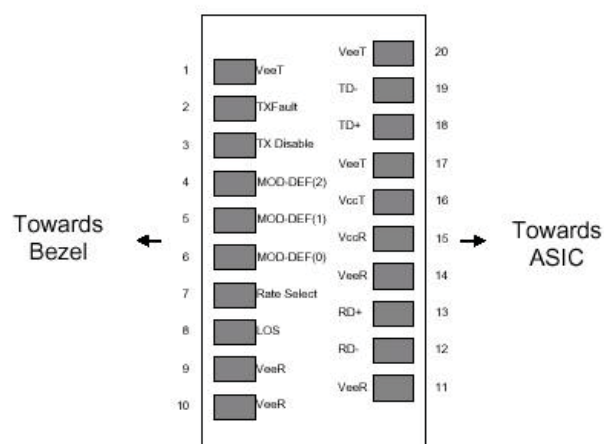 VeeT 20
1 VeeT
TD- 19
2 TXFault
TD+ 18
3 TX Disable
VeeT 17
4 MOD-DEF(2)
VccT 16
5 MOD-DEF(1)
Towards Bezel
VccR 15
Towards ASIC
6 MOD-DEF(0)
VeeR 14
7 Rate Select
RD+ 13
8 LOS
RD- 12
9 VeeR
VeeR 11
10 VeeR